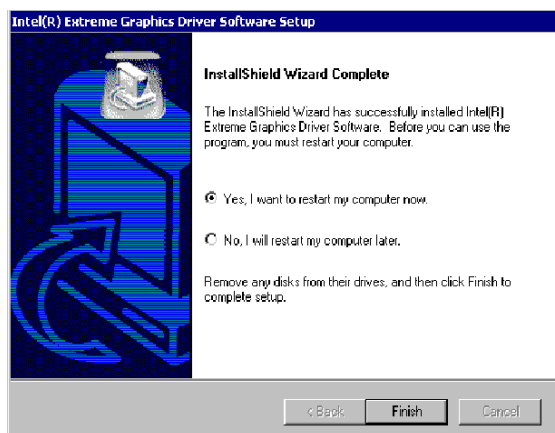 Intel(R) Extreme Graphics Driver Software Setup
InstallShield Wizard Complete
The InstallShield Wizard has successfully installed Intel(R)
Extreme Graphics Driver Software. Before you can use the
program, you must restart your computer.
Yes, I want to restart my computer now.
No, I will restart my computer later.
Remove any disks from their drives, and then click Finish to
complete setup.
< Back Finish Cancel